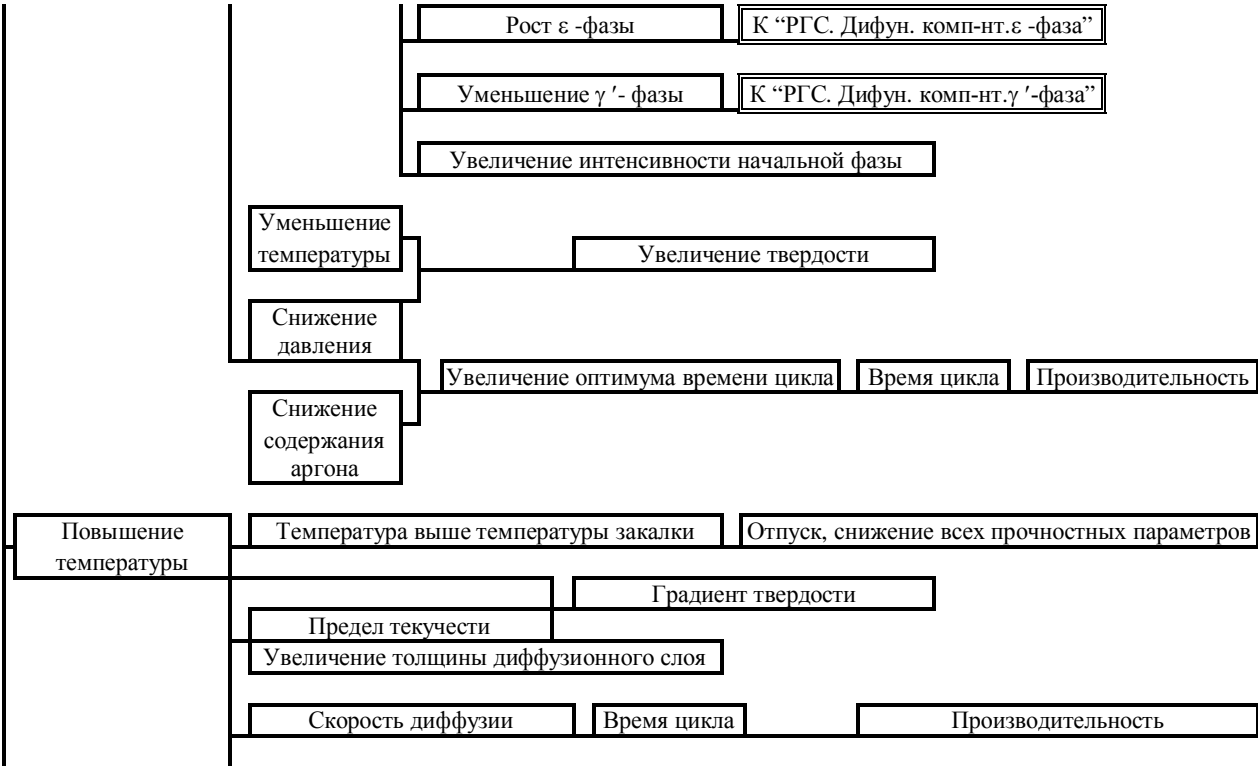 Рост ε -фазы
К “РГС. Дифун. комп-нт.ε -фаза”
Уменьшение γ ′- фазы
К “РГС. Дифун. комп-нт.γ ′-фаза”
Увеличение интенсивности начальной фазы
Уменьшение
температуры
Увеличение твердости
Снижение
давления
Увеличение оптимума времени цикла
Время цикла
Производительность
Снижение
содержания
аргона
Повышение
температуры
Температура выше температуры закалки
Отпуск, снижение всех прочностных параметров
Градиент твердости
Предел текучести
Увеличение толщины диффузионного слоя
Скорость диффузии
Время цикла
Производительность